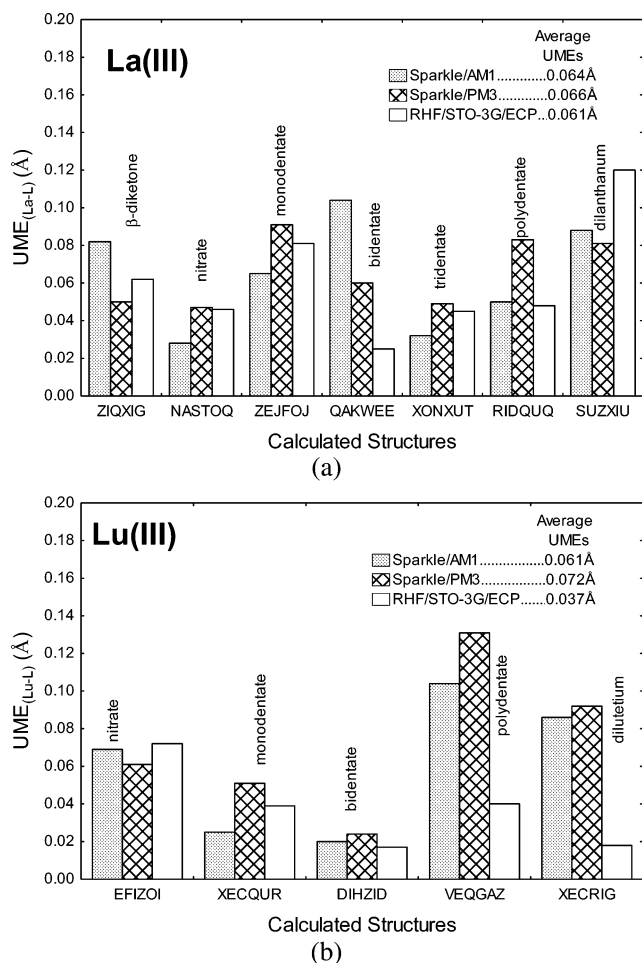 La(III)
Average
UMEs
Sparkle/AM1.............0.064Å
Sparkle/PM3.............0.066Å
RHF/STO-3G/ECP...0.061Å
UME(La-L) (Å)
0.20
0.18
0.16
0.14
0.12
0.10
0.08
0.06
0.04
0.02
0.00
β-diketone
nitrate
monodentate
bidentate
tridentate
polydentate
dilanthanum
ZIQXIG NASTOQ ZEJFOJ QAKWEE XONXUT RIDQUQ SUZXIU
Calculated Structures
(a)
Lu(III)
Average
UMEs
Sparkle/AM1.................0.061Å
Sparkle/PM3.................0.072Å
RHF/STO-3G/ECP.......0.037Å
UME(Lu-L) (Å)
0.20
0.18
0.16
0.14
0.12
0.10
0.08
0.06
0.04
0.02
0.00
nitrate
monodentate
bidentate
polydentate
dilutetium
EFIZOI XECQUR DIHZID VEQGAZ XECRIG
Calculated Structures
(b)